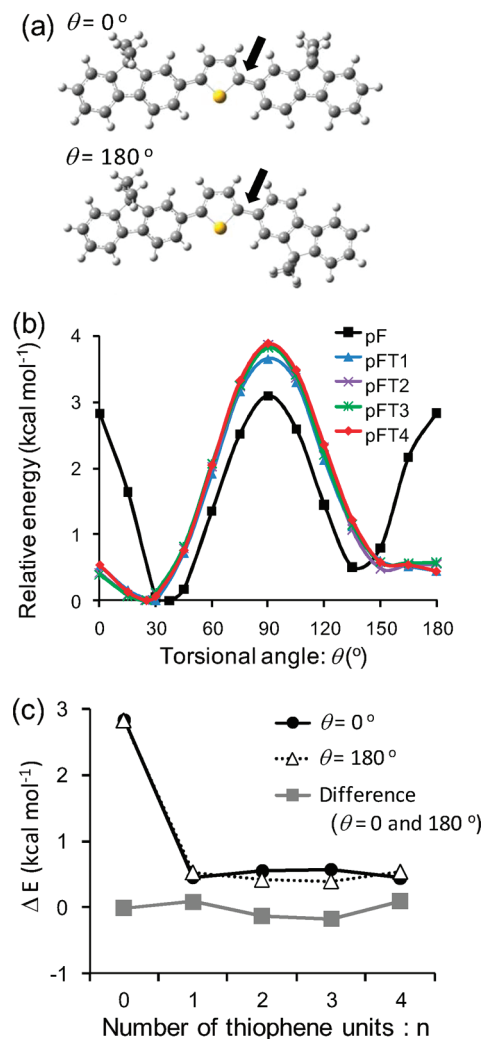 (a)
θ = 0 °
θ = 180 °
(b)
Relative energy (kcal mol-1)
4
3
2
1
0
pF
pFT1
pFT2
pFT3
pFT4
0 30 60 90 120 150 180
Torsional angle: θ(°)
(c)
Δ E (kcal mol-1)
3
2
1
0
-1
θ = 0 °
θ = 180 °
Difference
(θ = 0 and 180 °)
0 1 2 3 4
Number of thiophene units : n